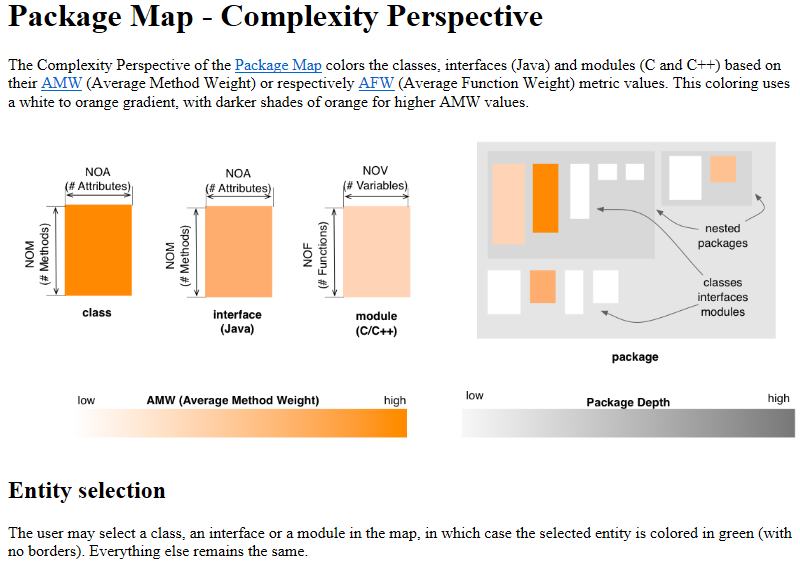 Package Map - Complexity Perspective
The Complexity Perspective of the Package Map colors the classes, interfaces (Java) and modules (C and C++) based on
their AMW (Average Method Weight) or respectively AFW (Average Function Weight) metric values. This coloring uses
a white to orange gradient, with darker shades of orange for higher AMW values.
NOA
(# Attributes)
NOM
(# Methods)
class
NOA
(# Attributes)
NOM
(# Methods)
interface
(Java)
NOV
(# Variables)
NOF
(# Functions)
module
(C/C++)
nested
packages
classes
interfaces
modules
package
low AMW (Average Method Weight) high
low Package Depth high
Entity selection
The user may select a class, an interface or a module in the map, in which case the selected entity is colored in green (with
no borders). Everything else remains the same.